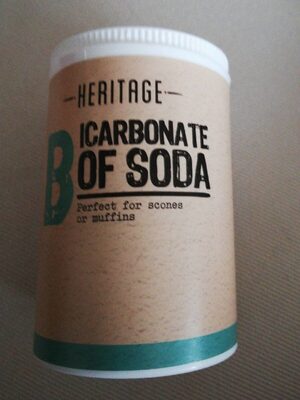 HERITAGE
BICARBONATE
OF SODA
Perfect for scones
or muffins